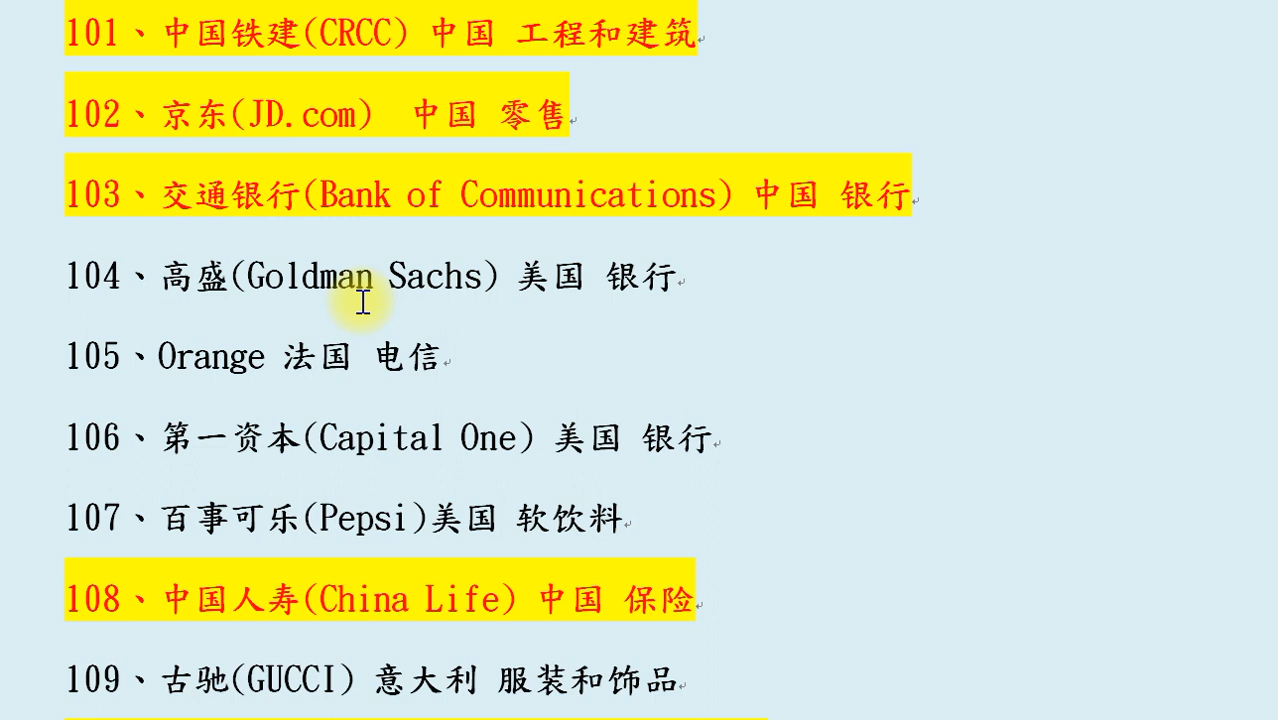 101、中国铁建(CRCC) 中国 工程和建筑
102、京东(JD.com) 中国 零售
103、交通银行(Bank of Communications) 中国 银行
104、高盛(Goldman Sachs) 美国 银行
105、Orange 法国 电信
106、第一资本(Capital One) 美国 银行
107、百事可乐(Pepsi)美国 软饮料
108、中国人寿(China Life) 中国 保险
109、古驰(GUCCI) 意大利 服装和饰品